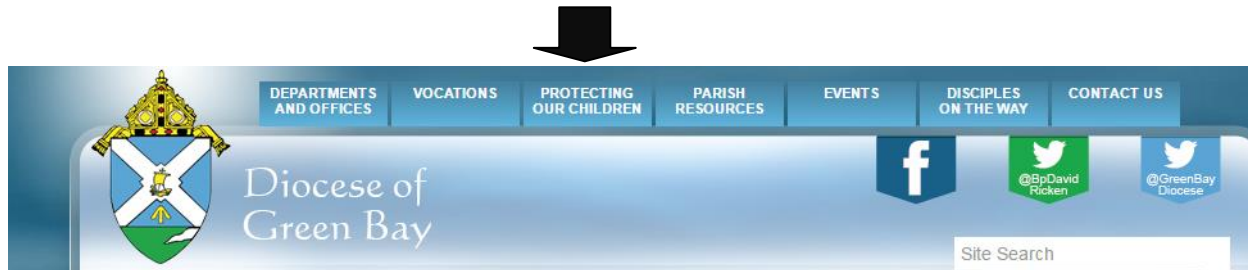 DEPARTMENTS
AND OFFICES
VOCATIONS
PROTECTING
OUR CHILDREN
PARISH
RESOURCES
EVENTS
DISCIPLES
ON THE WAY
CONTACT US
Diocese of
Green Bay
@BpDavid
Ricken
@GreenBay
Diocese
Site Search